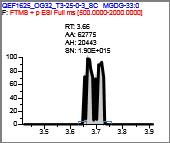 QEF1625_OG32_T3-25-0-3_SC MGDG-33:0
F: FTMS + p ESI Full ms [500.0000-2000.0000]
RT: 3.66
AA: 62775
AH: 20443
SN: 1.90E+015
100
80
60
40
20
0
3.5 3.6 3.7 3.8 3.9